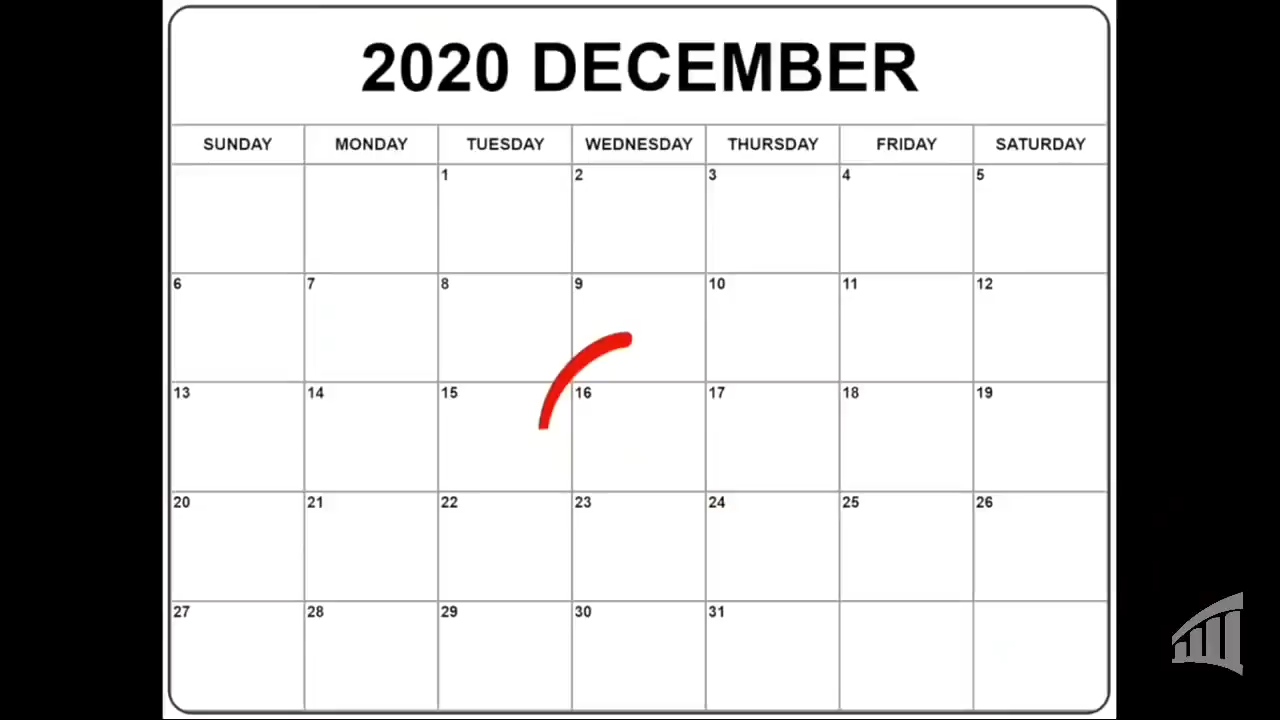 2020 DECEMBER
SUNDAY MONDAY TUESDAY WEDNESDAY THURSDAY FRIDAY SATURDAY
1 2 3 4 5
6 7 8 9 10 11 12
13 14 15 16 17 18 19
20 21 22 23 24 25 26
27 28 29 30 31